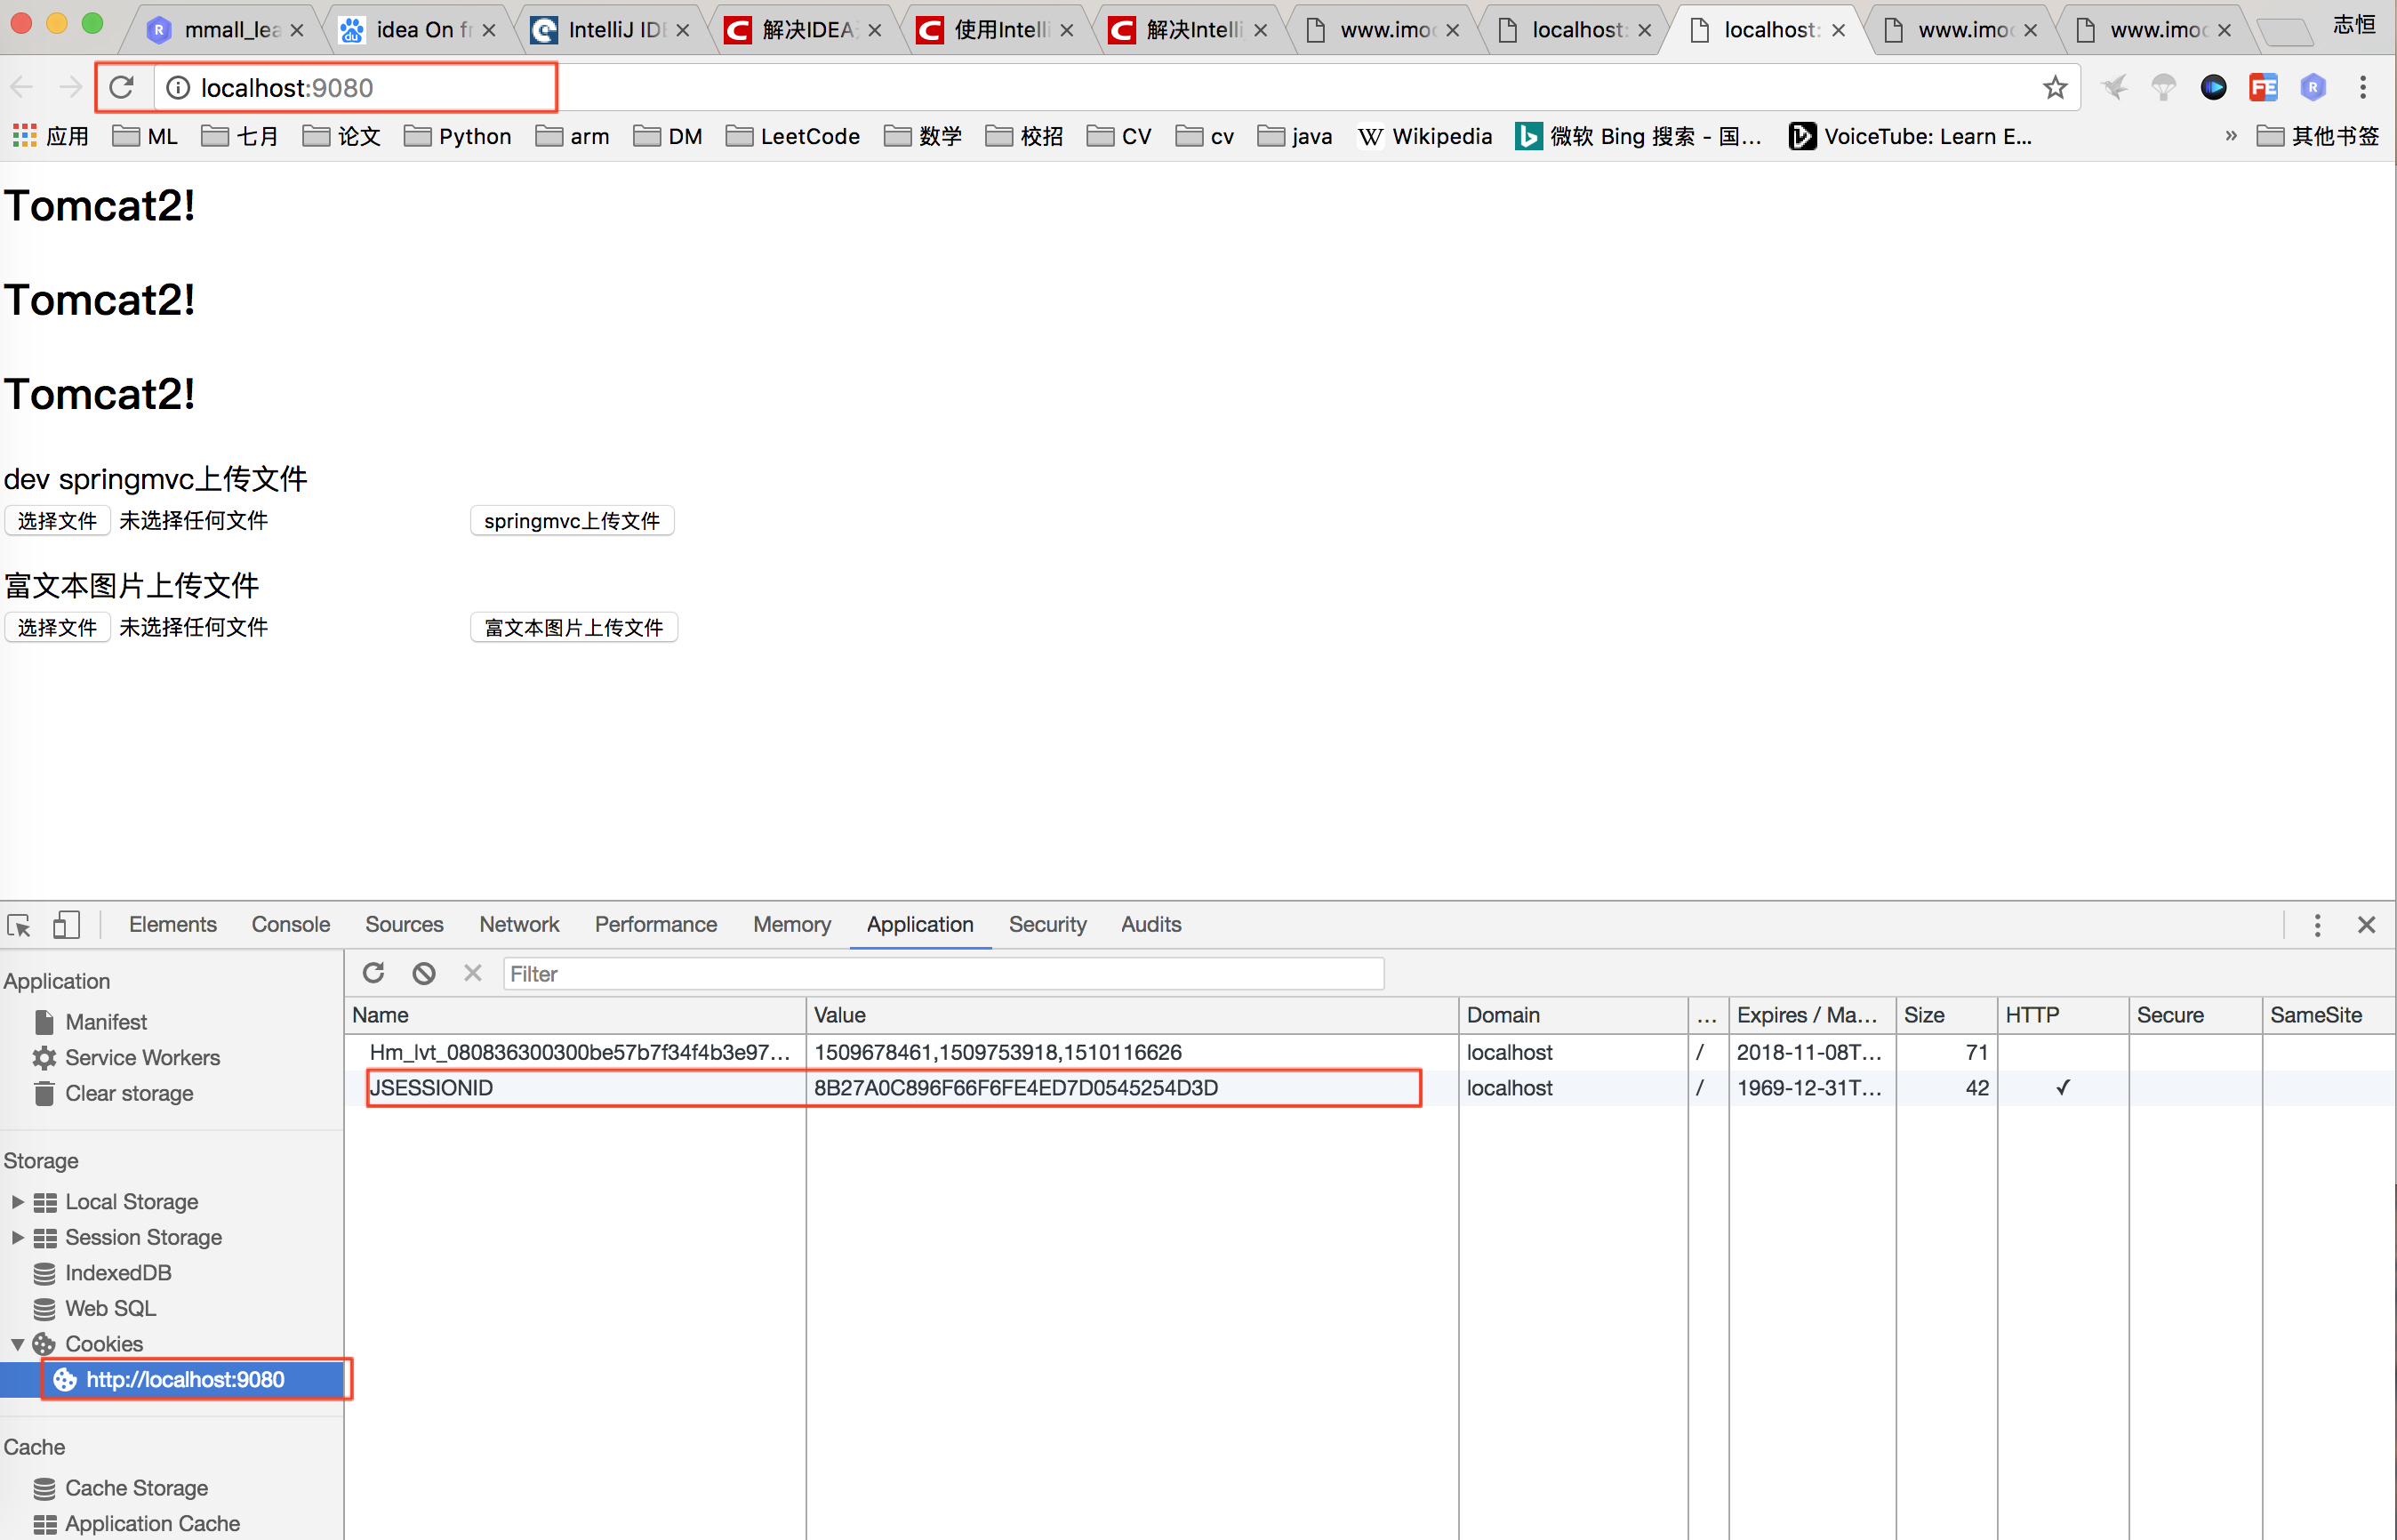 mmall_lea
idea On fr
IntelliJ IDE
解决IDEA
使用Intelli
解决Intelli
www.imoc
localhost:
localhost:
www.imoc
www.imoc
志恒
localhost:9080
应用
ML
七月
论文
Python
arm
DM
LeetCode
数学
校招
CV
cv
java
Wikipedia
微软 Bing 搜索 - 国...
VoiceTube: Learn E...
»
其他书签
Tomcat2!
Tomcat2!
Tomcat2!
dev springmvc上传文件
选择文件 未选择任何文件 springmvc上传文件
富文本图片上传文件
选择文件 未选择任何文件 富文本图片上传文件
Elements Console Sources Network Performance Memory Application Security Audits
Application
Manifest
Service Workers
Clear storage
Storage
Local Storage
Session Storage
IndexedDB
Web SQL
Cookies
http://localhost:9080
Cache
Cache Storage
Application Cache
Filter
Name Value Domain ... Expires / Ma... Size HTTP Secure SameSite
Hm_lvt_080836300300be57b7f34f4b3e97... 1509678461,1509753918,1510116626 localhost / 2018-11-08T... 71
JSESSIONID 8B27A0C896F66F6FE4ED7D0545254D3D localhost / 1969-12-31T... 42 ✓